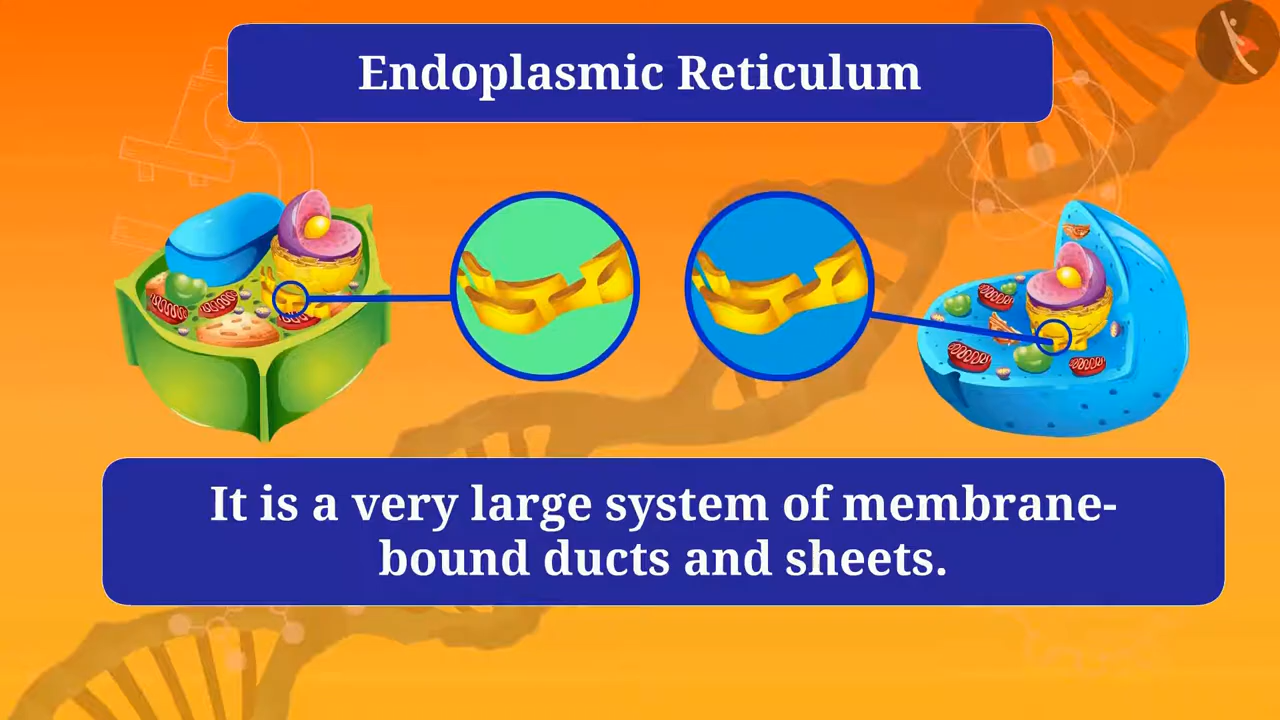 Endoplasmic Reticulum
It is a very large system of membrane-
bound ducts and sheets.